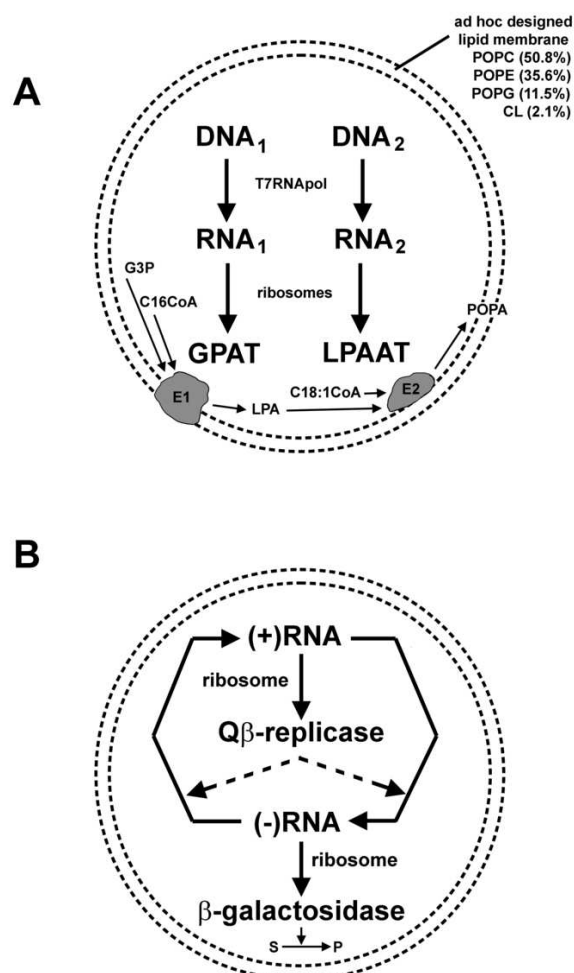 ad hoc designed
lipid membrane
POPC (50.8%)
POPE (35.6%)
POPG (11.5%)
CL (2.1%)
A
DNA1 DNA2
T7RNApol
RNA1 RNA2
G3P
C16CoA
ribosomes
POPA
GPAT LPAAT
E1 LPA C18:1CoA E2
B
(+)RNA
ribosome
Qβ-replicase
(-)RNA
ribosome
β-galactosidase
S P